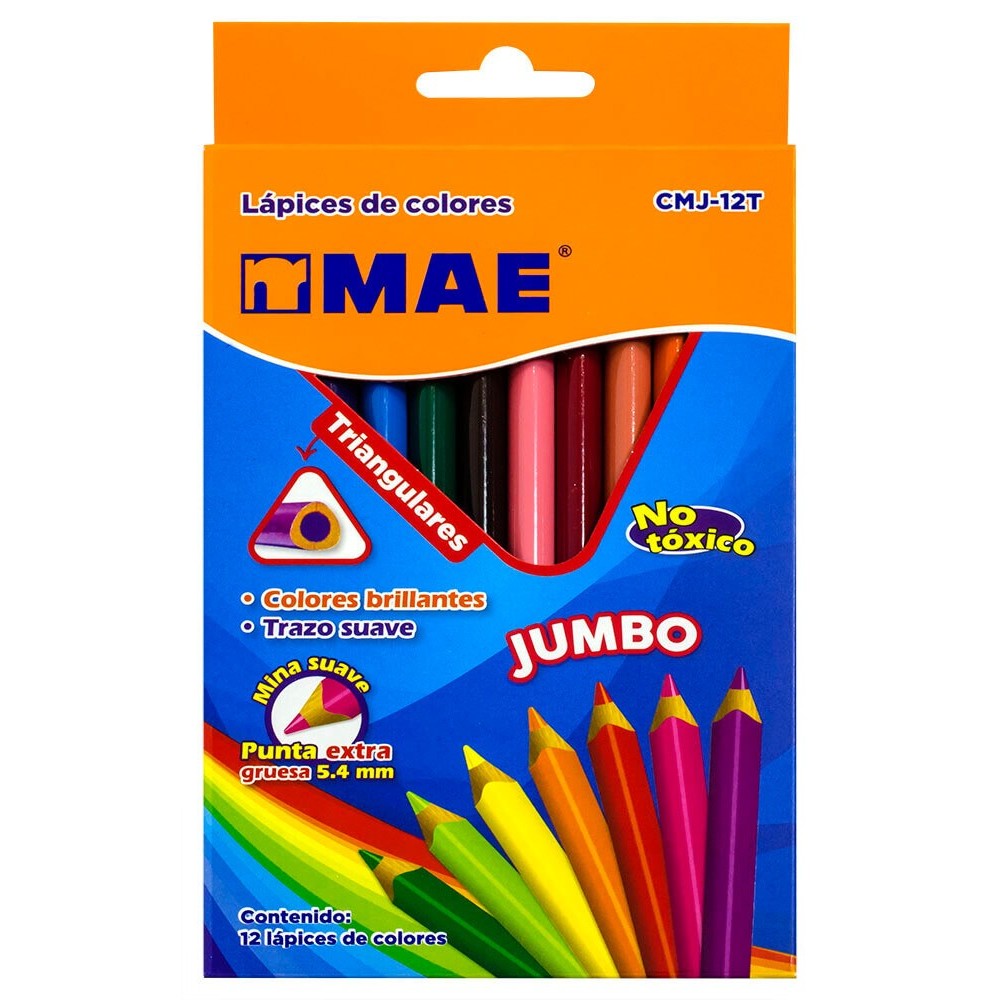 Lápices de colores
CMJ-12T
MAE®
Triangulares
No
tóxico
• Colores brillantes
• Trazo suave
JUMBO
Mina suave
Punta extra
gruesa 5.4 mm
Contenido:
12 lápices de colores